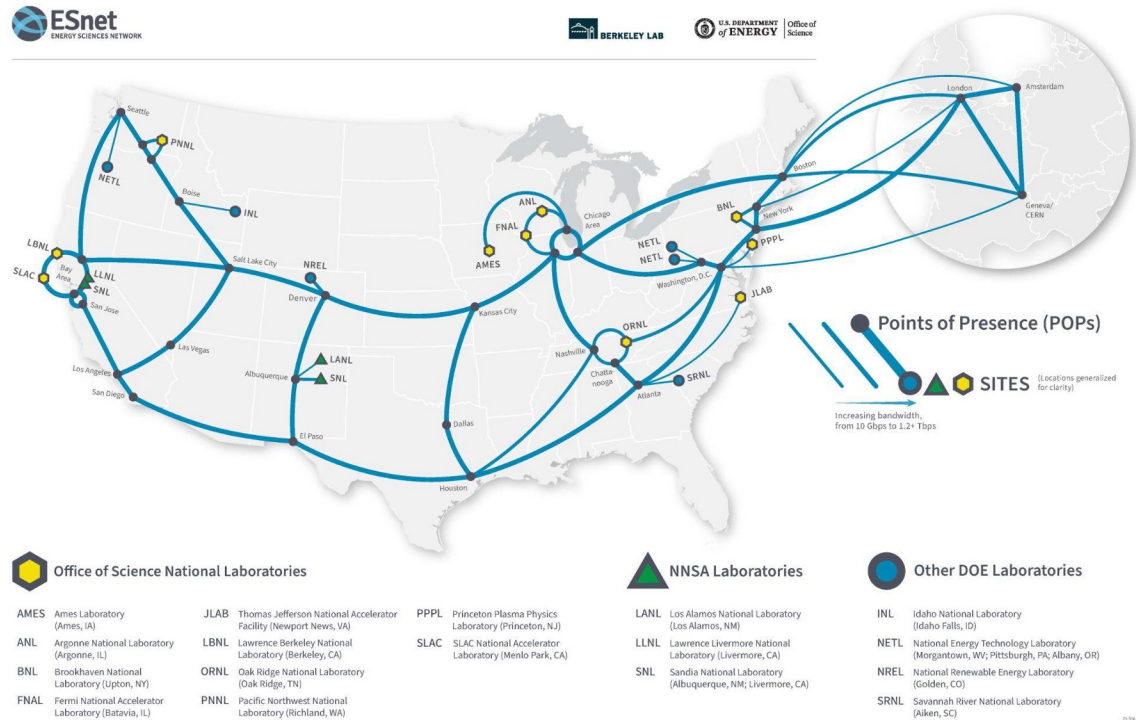 ESnet
ENERGY SCIENCES NETWORK
BERKELEY LAB
U.S. DEPARTMENT
of ENERGY
Office of
Science
London
Amsterdam
Geneva/
CERN
Seattle
PNNL
NETL
Boise
INL
Boston
BNL
New York
PPPL
ANL
Chicago
Area
FNAL
AMES
NETL
NETL
Washington, D.C.
JLAB
LBNL
SLAC
Bay
Area
LLNL
SNL
San Jose
Salt Lake City
NREL
Denver
Kansas City
ORNL
Nashville
Chatta-
nooga
SRNL
Atlanta
Las Vegas
Los Angeles
San Diego
Albuquerque
LANL
SNL
El Paso
Dallas
Houston
Points of Presence (POPs)
SITES
(Locations generalized
for clarity)
Increasing bandwidth,
from 10 Gbps to 1.2+ Tbps
Office of Science National Laboratories
AMES Ames Laboratory
(Ames, IA)
ANL Argonne National Laboratory
(Argonne, IL)
BNL Brookhaven National
Laboratory (Upton, NY)
FNAL Fermi National Accelerator
Laboratory (Batavia, IL)
JLAB Thomas Jefferson National Accelerator
Facility (Newport News, VA)
LBNL Lawrence Berkeley National
Laboratory (Berkeley, CA)
ORNL Oak Ridge National Laboratory
(Oak Ridge, TN)
PNNL Pacific Northwest National
Laboratory (Richland, WA)
PPPL Princeton Plasma Physics
Laboratory (Princeton, NJ)
SLAC SLAC National Accelerator
Laboratory (Menlo Park, CA)
NNSA Laboratories
LANL Los Alamos National Laboratory
(Los Alamos, NM)
LLNL Lawrence Livermore National
Laboratory (Livermore, CA)
SNL Sandia National Laboratory
(Albuquerque, NM; Livermore, CA)
Other DOE Laboratories
INL Idaho National Laboratory
(Idaho Falls, ID)
NETL National Energy Technology Laboratory
(Morgantown, WV; Pittsburgh, PA; Albany, OR)
NREL National Renewable Energy Laboratory
(Golden, CO)
SRNL Savannah River National Laboratory
(Aiken, SC)